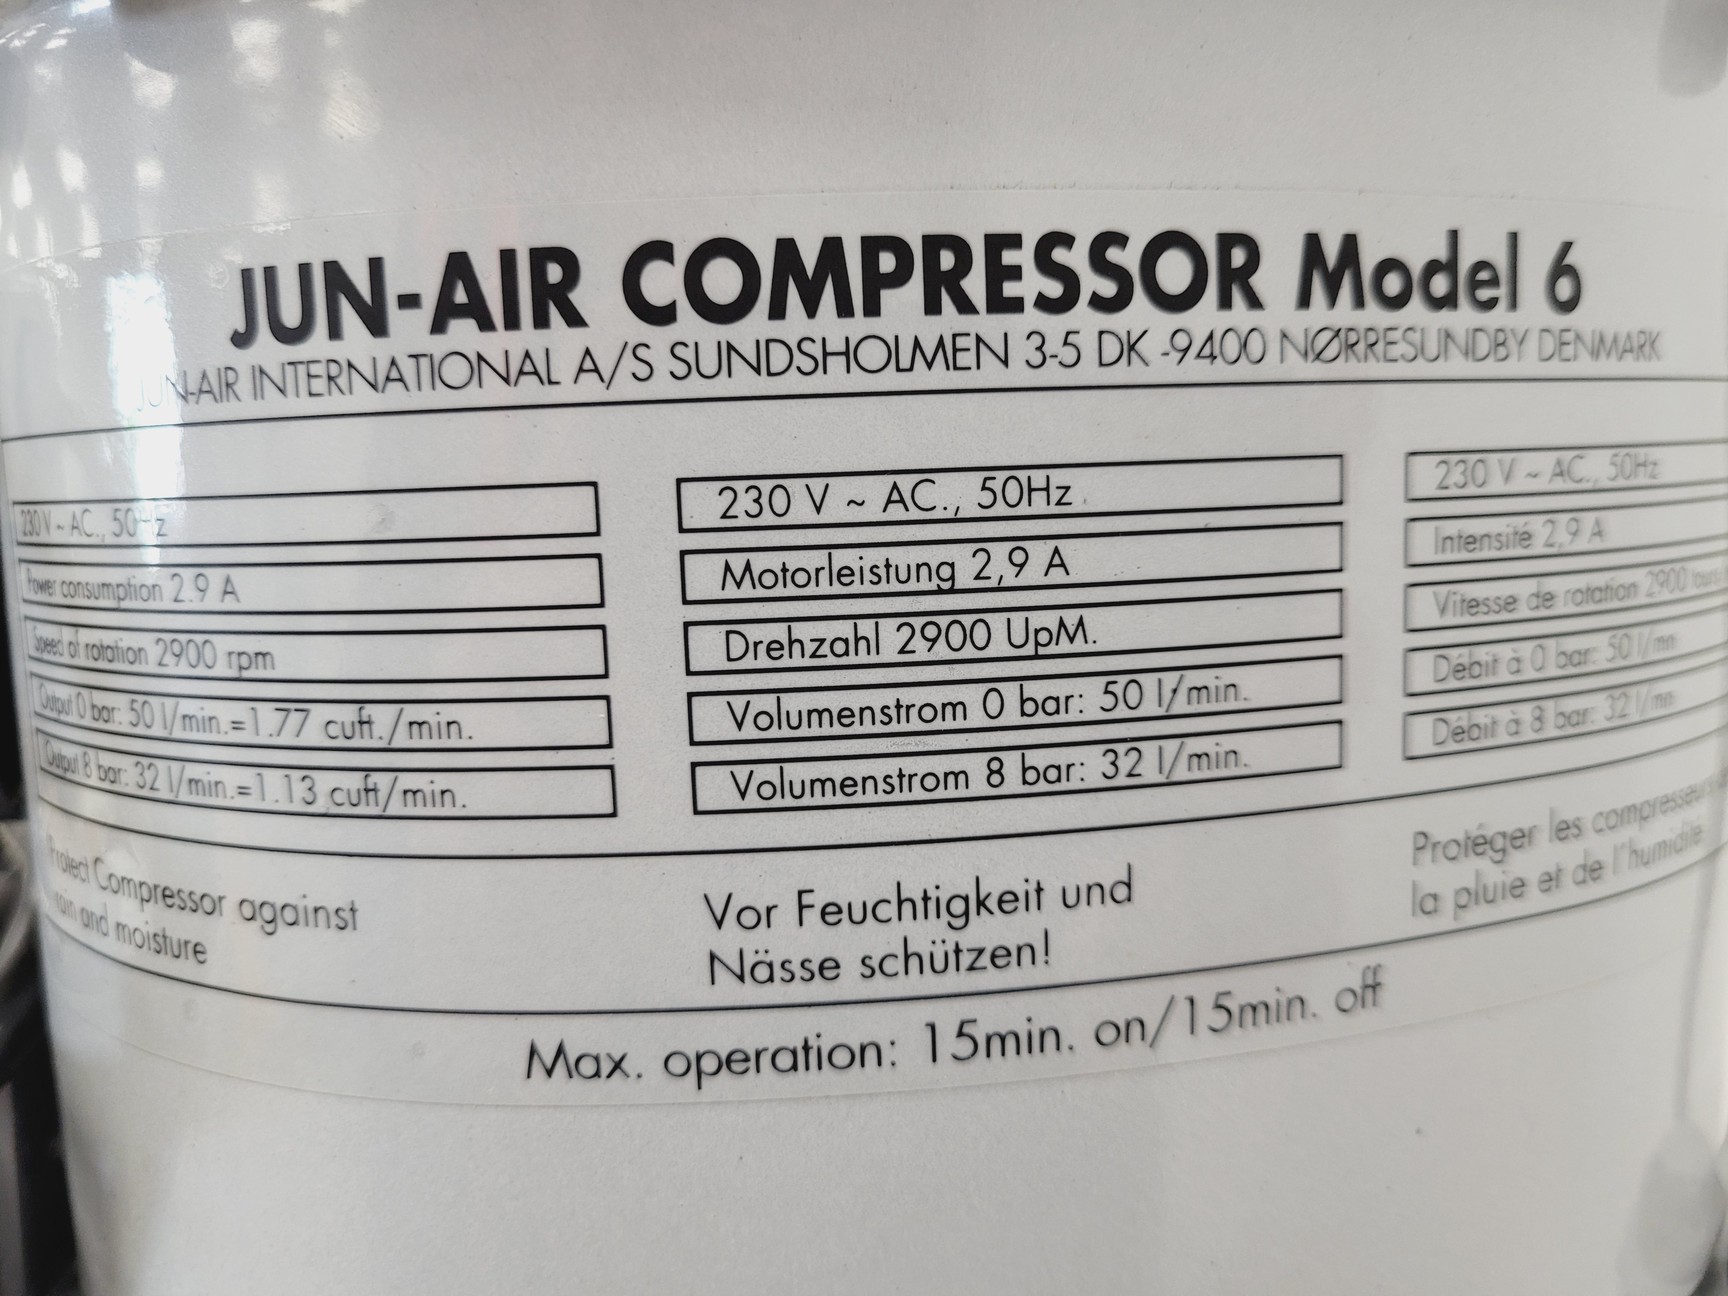 JUN-AIR COMPRESSOR Model 6
JUN-AIR INTERNATIONAL A/S SUNDSHOLMEN 3-5 DK -9400 NØRRESUNDBY DENMARK
230V ~ AC., 50Hz
Power consumption 2.9 A
Speed of rotation 2900 rpm
Output 0 bar: 50 l/min.=1.77 cuft./min.
Output 8 bar: 32 l/min.=1.13 cuft/min.
Protect Compressor against
rain and moisture
230 V ~ AC., 50Hz
Motorleistung 2,9 A
Drehzahl 2900 UpM.
Volumenstrom 0 bar: 50 l/min.
Volumenstrom 8 bar: 32 l/min.
Vor Feuchtigkeit und
Nässe schützen!
230 V ~ AC., 50Hz
Intensité 2,9 A
Vitesse de rotation 2900
Débit à 0 bar: 50 l/mn
Débit à 8 bar: 32 l/mn
Protéger les compresseurs
la pluie et de l'humidité
Max. operation: 15min. on/15min. off